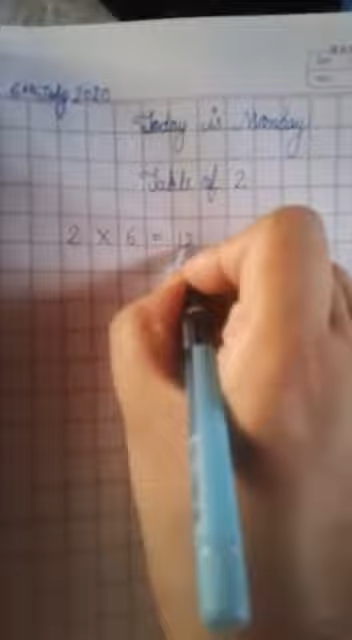 6th July 2020
Today is Monday
Table of 2
2 × 6 = 12